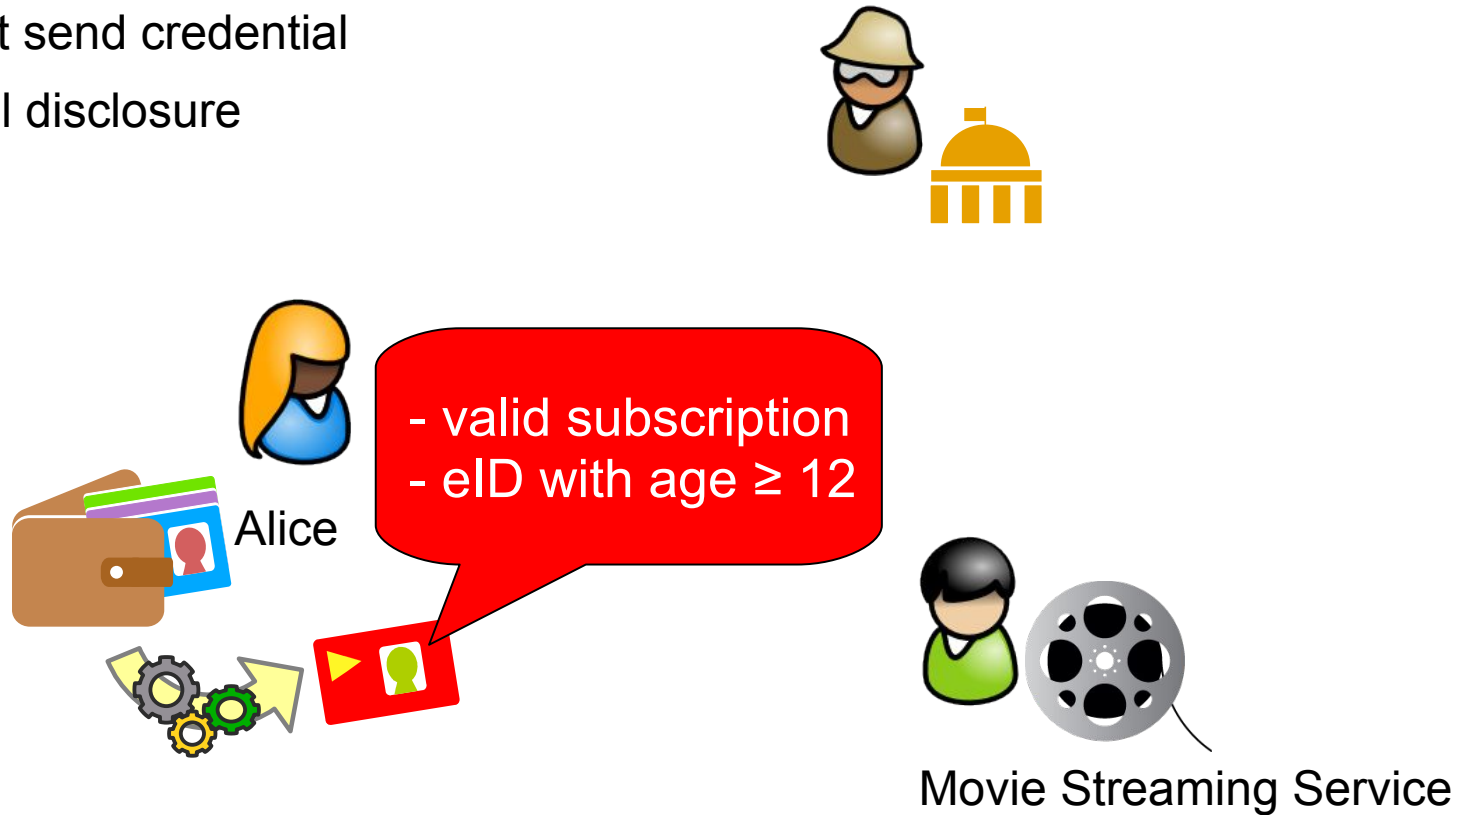 t send credential
l disclosure
- valid subscription
- eID with age ≥ 12
Alice
Movie Streaming Service